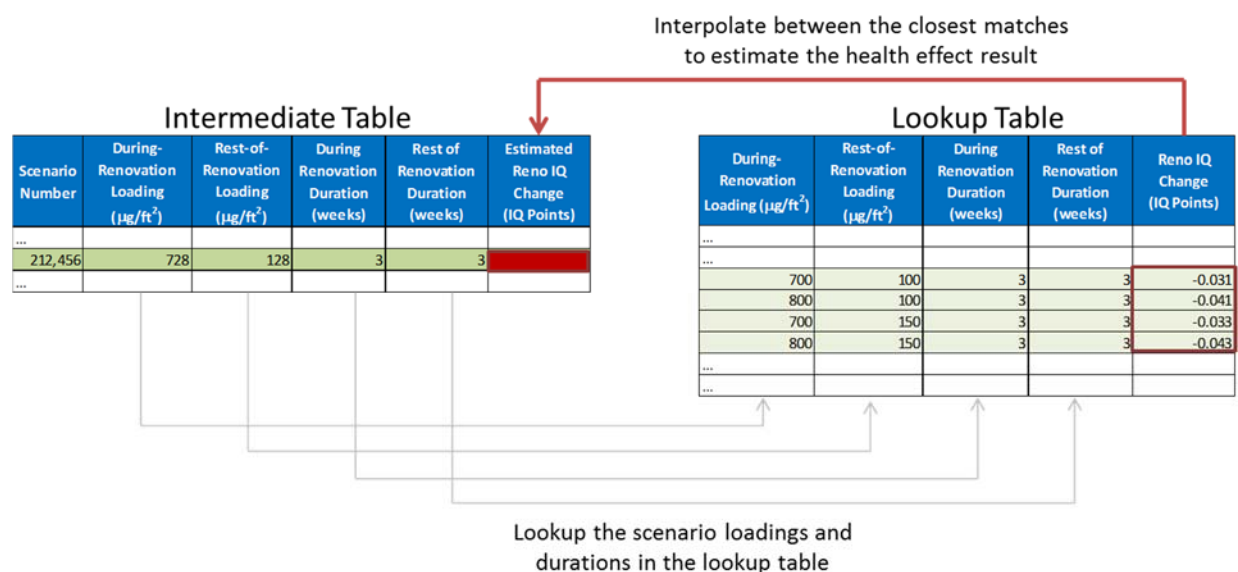 Interpolate between the closest matches
to estimate the health effect result
Intermediate Table
Scenario
Number
During-
Renovation
Loading
(µg/ft²)
Rest-of-
Renovation
Loading
(µg/ft²)
During
Renovation
Duration
(weeks)
Rest of
Renovation
Duration
(weeks)
Estimated
Reno IQ
Change
(IQ Points)
...
212,456 728 128 3 3
...
Lookup Table
During-
Renovation
Loading (µg/ft²)
Rest-of-
Renovation
Loading
(µg/ft²)
During
Renovation
Duration
(weeks)
Rest of
Renovation
Duration
(weeks)
Reno IQ
Change
(IQ Points)
...
...
700 100 3 3 -0.031
800 100 3 3 -0.041
700 150 3 3 -0.033
800 150 3 3 -0.043
...
...
Lookup the scenario loadings and
durations in the lookup table